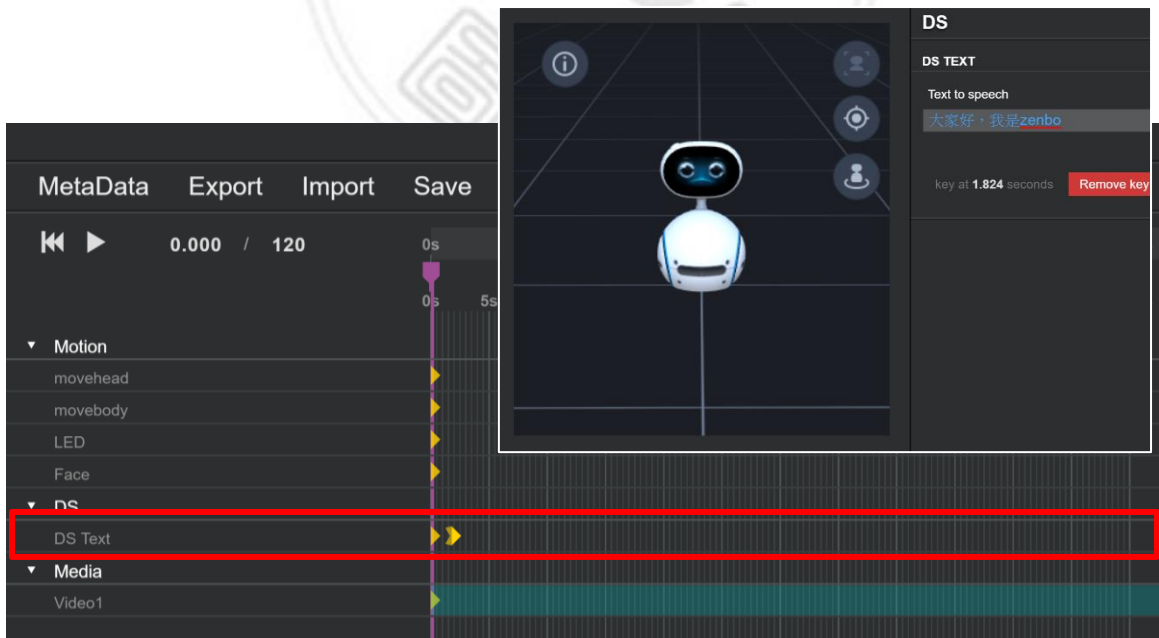 DS
DS TEXT
Text to speech
大家好,我是zenbo
key at 1.824 seconds Remove key
MetaData Export Import Save
0.000 / 120
0s
0s 5s
Motion
movehead
movebody
LED
Face
DS
DS Text
Media
Video1